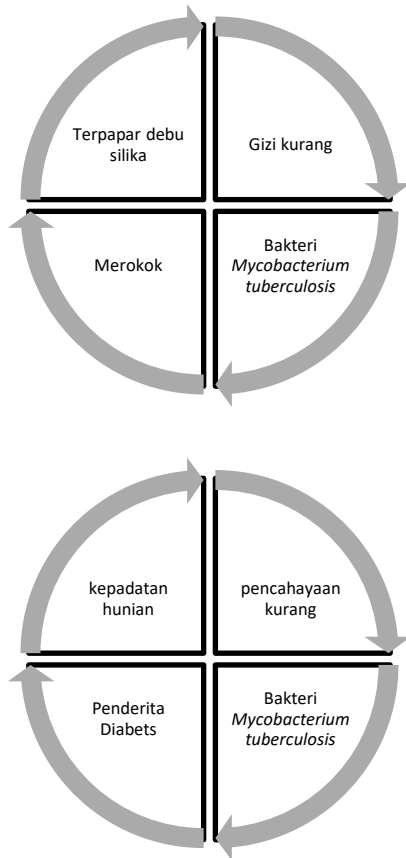 Terpapar debu
silika
Gizi kurang
Merokok
Bakteri
Mycobacterium
tuberculosis
kepadatan
hunian
pencahayaan
kurang
Penderita
Diabets
Bakteri
Mycobacterium
tuberculosis